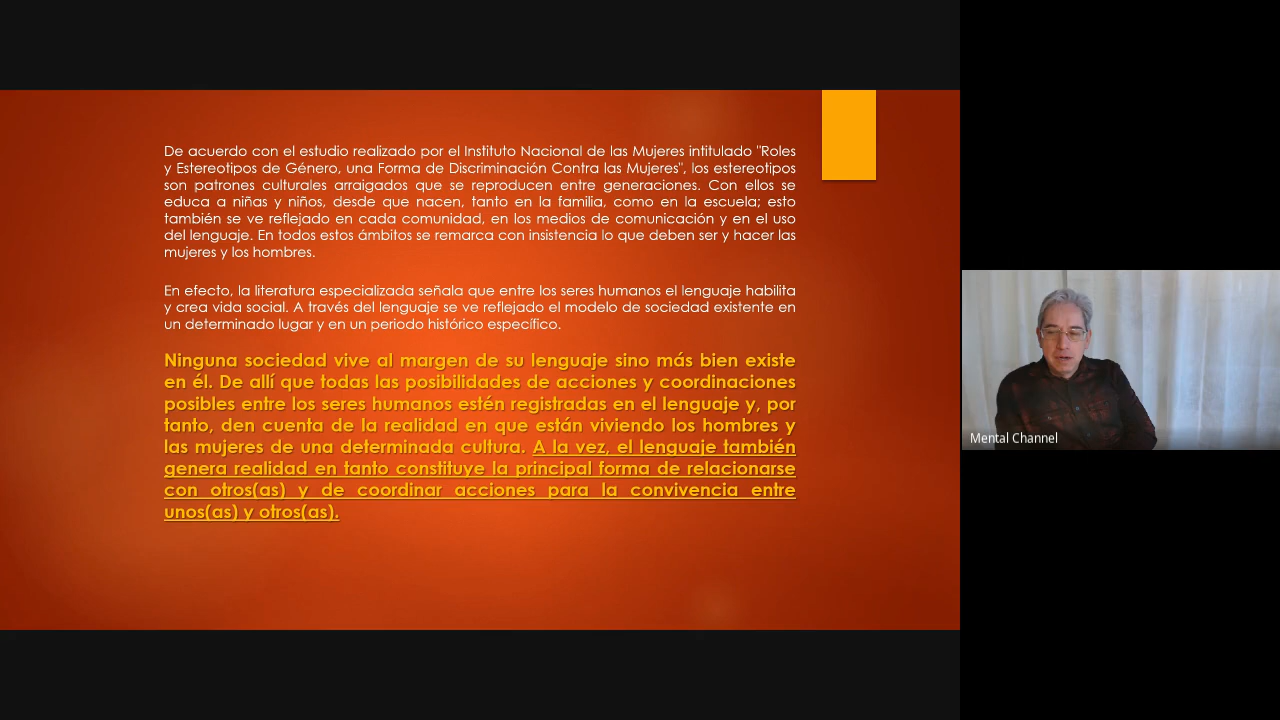 De acuerdo con el estudio realizado por el Instituto Nacional de las Mujeres intitulado "Roles
y Estereotipos de Género, una Forma de Discriminación Contra las Mujeres", los estereotipos
son patrones culturales arraigados que se reproducen entre generaciones. Con ellos se
educa a niñas y niños, desde que nacen, tanto en la familia, como en la escuela; esto
también se ve reflejado en cada comunidad, en los medios de comunicación y en el uso
del lenguaje. En todos estos ámbitos se remarca con insistencia lo que deben ser y hacer las
mujeres y los hombres.
En efecto, la literatura especializada señala que entre los seres humanos el lenguaje habilita
y crea vida social. A través del lenguaje se ve reflejado el modelo de sociedad existente en
un determinado lugar y en un periodo histórico específico.
Ninguna sociedad vive al margen de su lenguaje sino más bien existe
en él. De allí que todas las posibilidades de acciones y coordinaciones
posibles entre los seres humanos estén registradas en el lenguaje y, por
tanto, den cuenta de la realidad en que están viviendo los hombres y
las mujeres de una determinada cultura. A la vez, el lenguaje también
genera realidad en tanto constituye la principal forma de relacionarse
con otros(as) y de coordinar acciones para la convivencia entre
unos(as) y otros(as).
Mental Channel